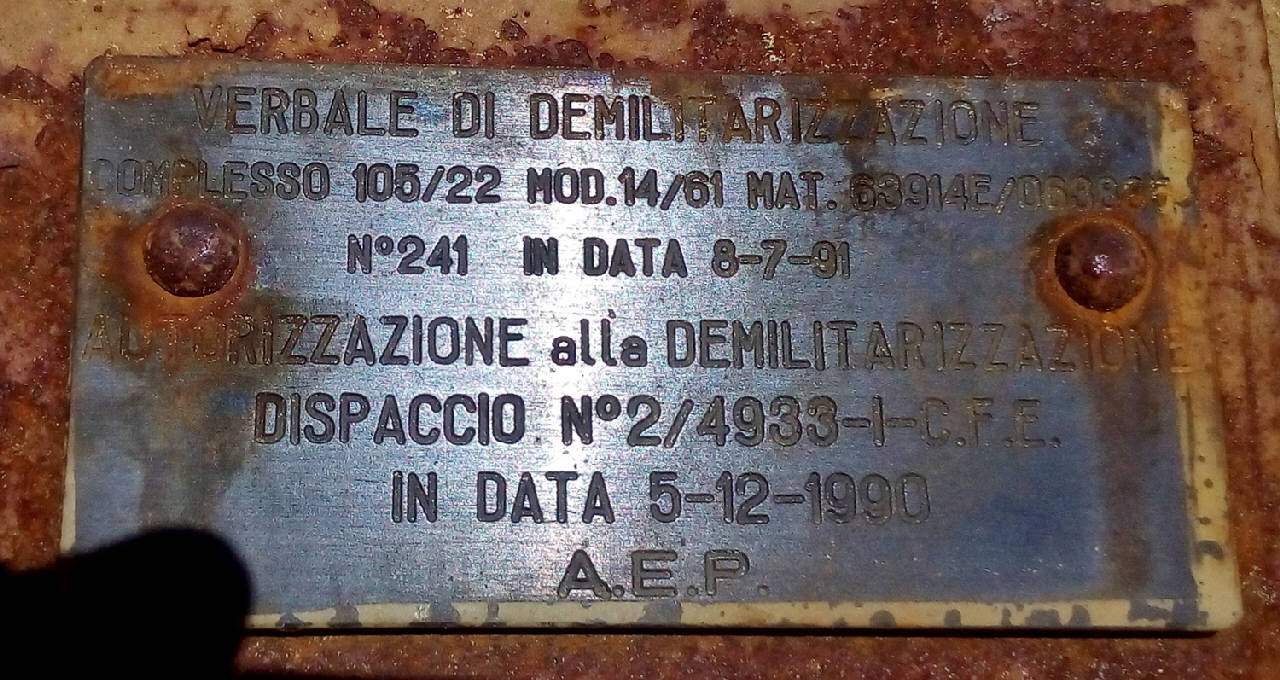 VERBALE DI DEMILITARIZZAZIONE
COMPLESSO 105/22 MOD.14/61 MAT.
N°241 IN DATA 8-7-91
AUTORIZZAZIONE alla DEMILITARIZZAZIONE
DISPACCIO N°2/4933-I-C.F.E.
IN DATA 5-12-1990
A.E.P.